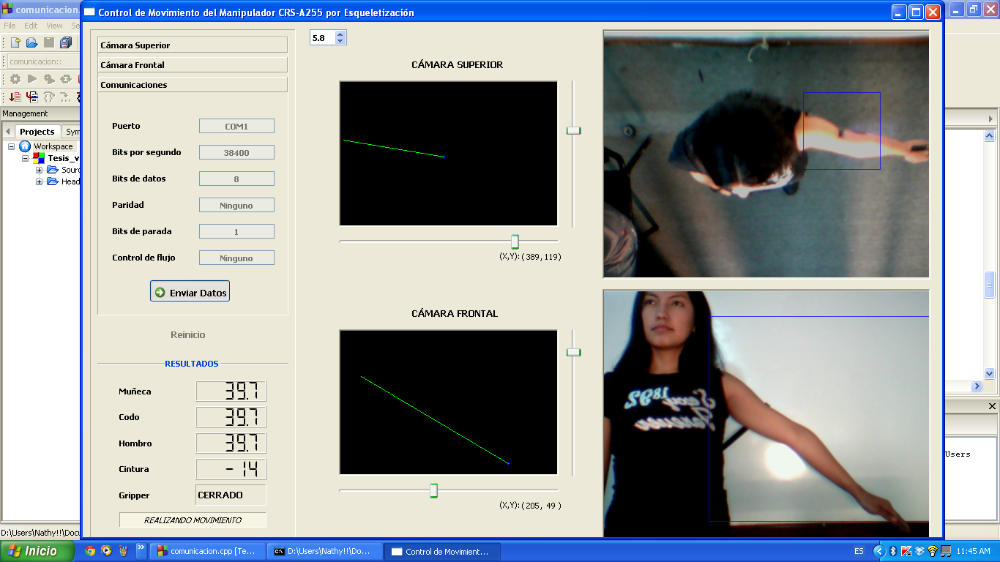 comunicacion.
Control de Movimiento del Manipulador CRS-A255 por Esqueletización
File Edit View Se
comunicacion::
Management
Projects Sym
Workspace
Tesis_v
Sourc
Head
Cámara Superior
Cámara Frontal
Comunicaciones
Puerto COM1
Bits por segundo 38400
Bits de datos 8
Paridad Ninguno
Bits de parada 1
Control de flujo Ninguno
Enviar Datos
Reinicio
RESULTADOS
Muñeca 39.7
Codo 39.7
Hombro 39.7
Cintura -14
Gripper CERRADO
REALIZANDO MOVIMIENTO
5.8
CÁMARA SUPERIOR
(X,Y): (389,119)
CÁMARA FRONTAL
(X,Y): (205, 49 )
1892
Sexy
Users
D:\Users\Nathy!!\Docu
Inicio
comunicacion.cpp [Te...
D:\Users\Nathy!!\Do...
Control de Movimient...
ES
11:45 AM